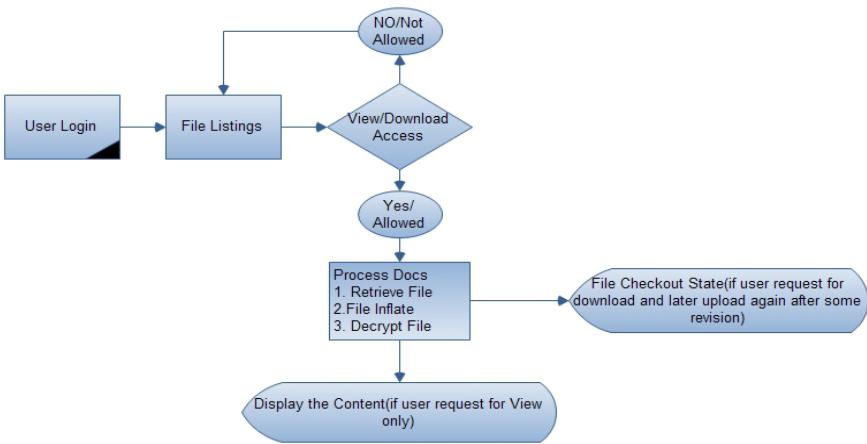 NO/Not
Allowed
User Login
File Listings
View/Download
Access
Yes/
Allowed
Process Docs
1. Retrieve File
2.File Inflate
3. Decrypt File
File Checkout State(if user request for
download and later upload again after some
revision)
Display the Content(if user request for View
only)